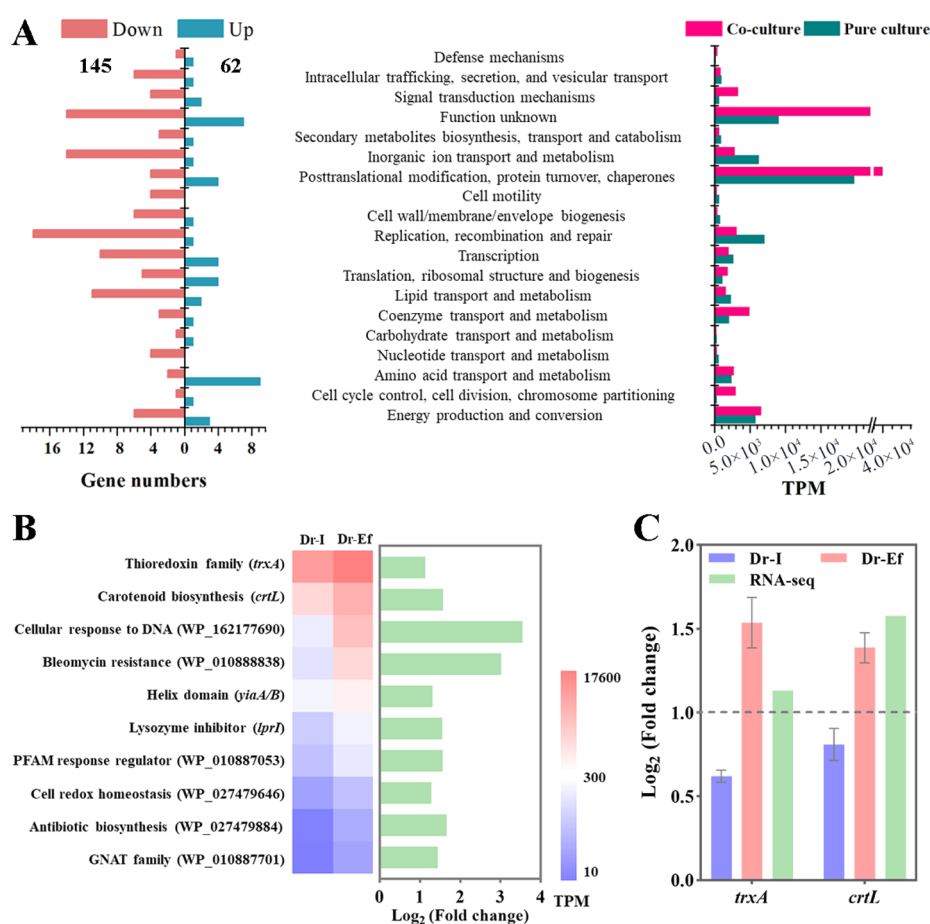 A
Down Up
145 62
Co-culture Pure culture
Defense mechanisms
Intracellular trafficking, secretion, and vesicular transport
Signal transduction mechanisms
Function unknown
Secondary metabolites biosynthesis, transport and catabolism
Inorganic ion transport and metabolism
Posttranslational modification, protein turnover, chaperones
Cell motility
Cell wall/membrane/envelope biogenesis
Replication, recombination and repair
Transcription
Translation, ribosomal structure and biogenesis
Lipid transport and metabolism
Coenzyme transport and metabolism
Carbohydrate transport and metabolism
Nucleotide transport and metabolism
Amino acid transport and metabolism
Cell cycle control, cell division, chromosome partitioning
Energy production and conversion
16 12 8 4 0 4 8
Gene numbers
0.0 5.0×10³ 1.0×10⁴ 1.5×10⁴ 2.0×10⁴ 4.0×10⁴
TPM
B
Dr-I Dr-Ef
Thioredoxin family (trxA)
Carotenoid biosynthesis (crtL)
Cellular response to DNA (WP_162177690)
Bleomycin resistance (WP_010888838)
Helix domain (yiaA/B)
Lysozyme inhibitor (lprI)
PFAM response regulator (WP_010887053)
Cell redox homeostasis (WP_027479646)
Antibiotic biosynthesis (WP_027479884)
GNAT family (WP_010887701)
0 1 2 3 4
Log₂ (Fold change)
17600
300
10
TPM
C
Dr-I Dr-Ef
RNA-seq
2.0
1.5
1.0
0.5
0.0
Log₂ (Fold change)
trxA crtL